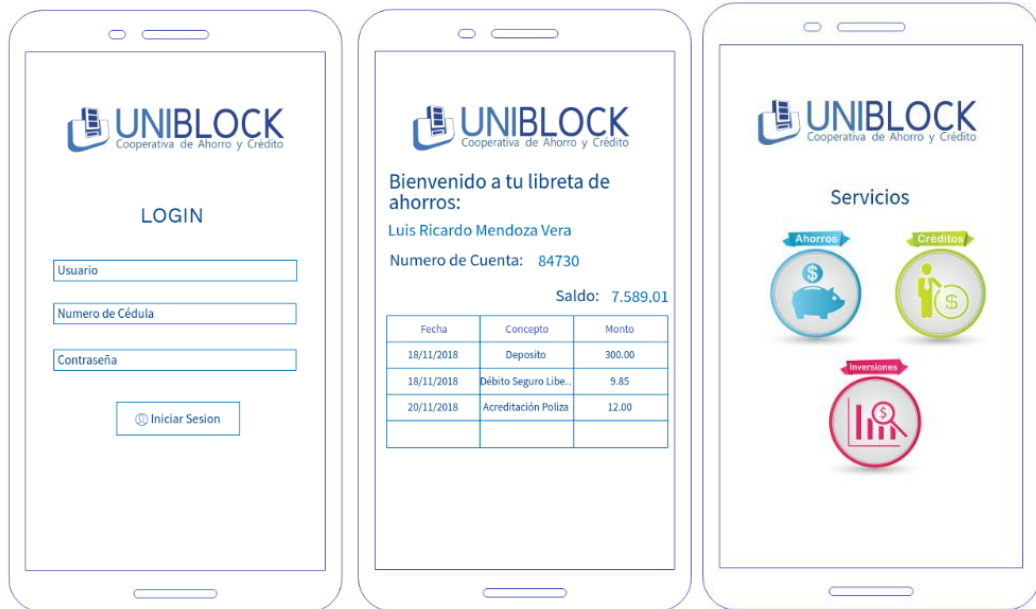 UNIBLOCK
Cooperativa de Ahorro y Crédito
LOGIN
Usuario
Numero de Cédula
Contraseña
Iniciar Sesion
UNIBLOCK
Cooperativa de Ahorro y Crédito
Bienvenido a tu libreta de
ahorros:
Luis Ricardo Mendoza Vera
Numero de Cuenta: 84730
Saldo: 7.589,01
Fecha Concepto Monto
18/11/2018 Deposito 300.00
18/11/2018 Débito Seguro Libe.. 9.85
20/11/2018 Acreditación Poliza 12.00
UNIBLOCK
Cooperativa de Ahorro y Crédito
Servicios
Ahorros
Créditos
$
$
Inversiones
$